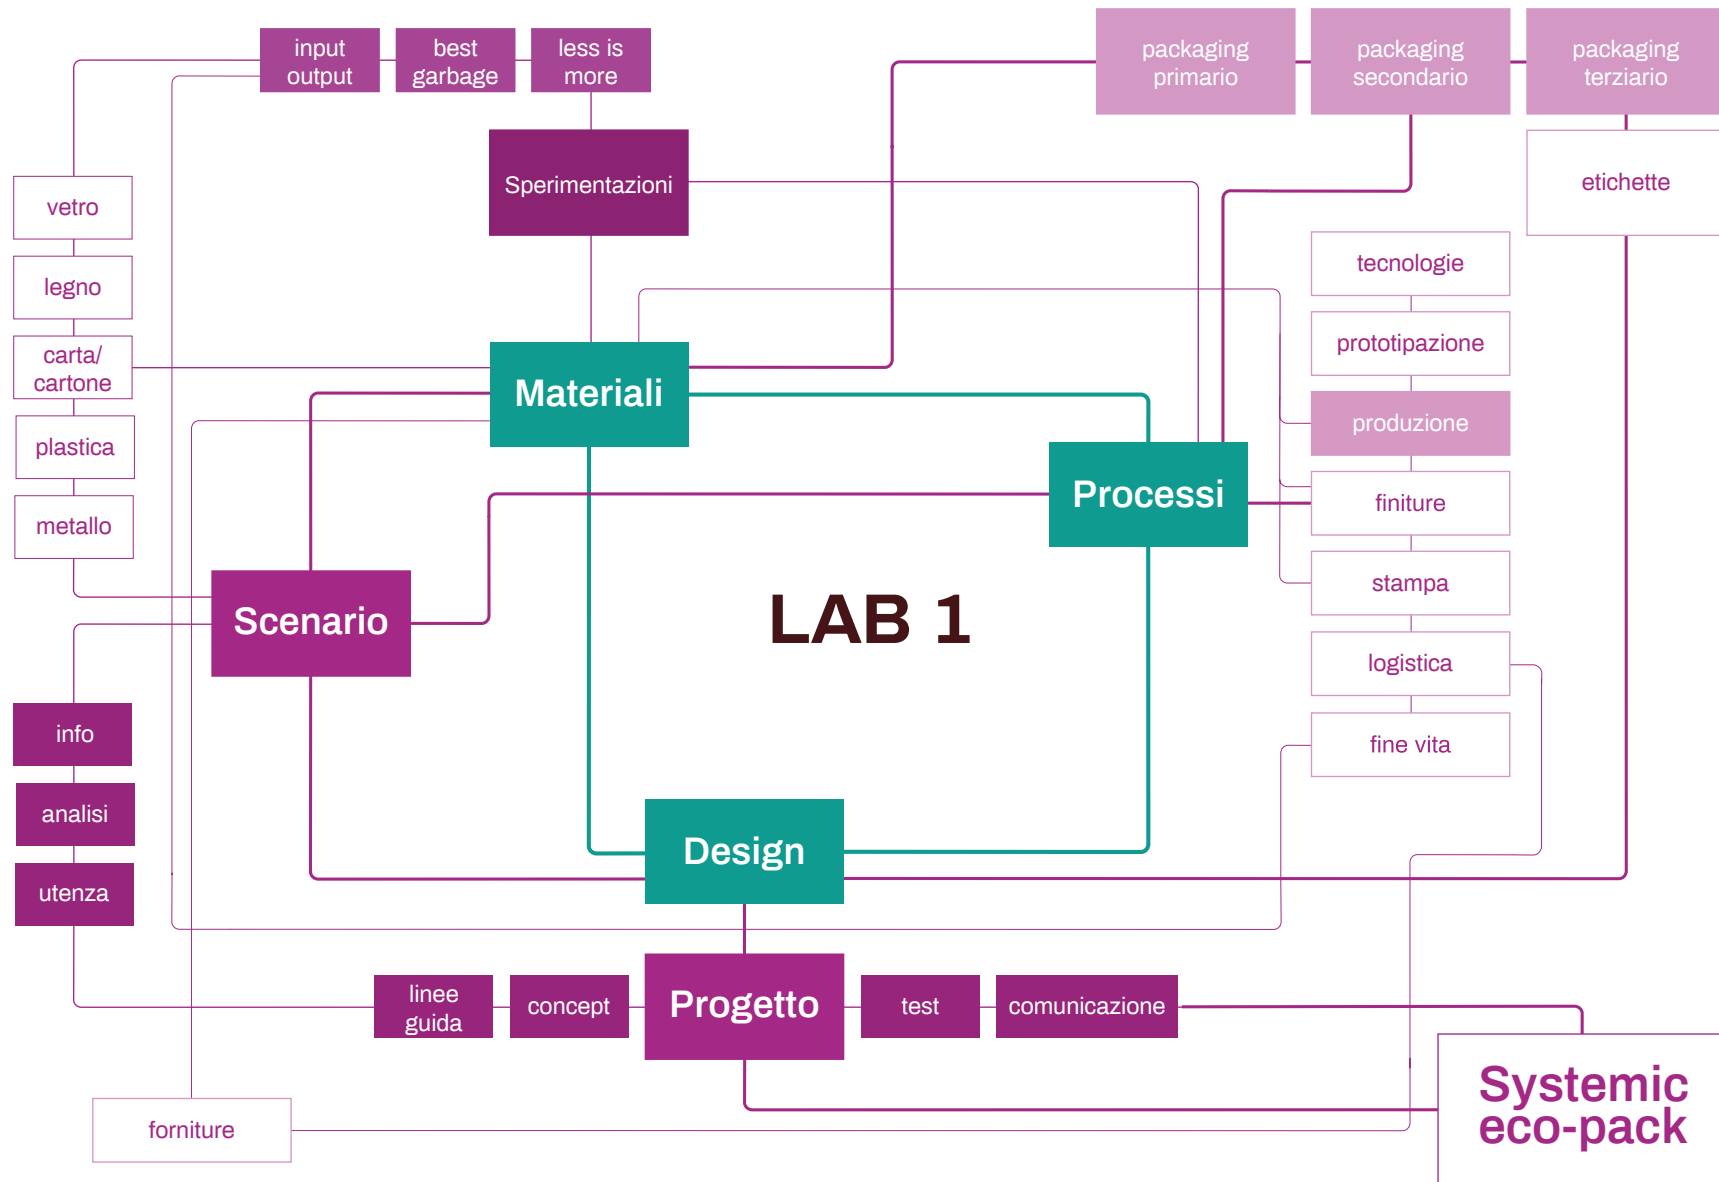 input
output
best
garbage
less is
more
packaging
primario
packaging
secondario
packaging
terziario
Sperimentazioni
etichette
vetro
legno
carta/
cartone
plastica
metallo
tecnologie
prototipazione
produzione
finiture
stampa
logistica
fine vita
Materiali
Processi
Scenario
LAB 1
Design
info
analisi
utenza
linee
guida
concept
Progetto
test
comunicazione
forniture
Systemic
eco-pack